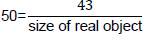 50= 43
size of real object